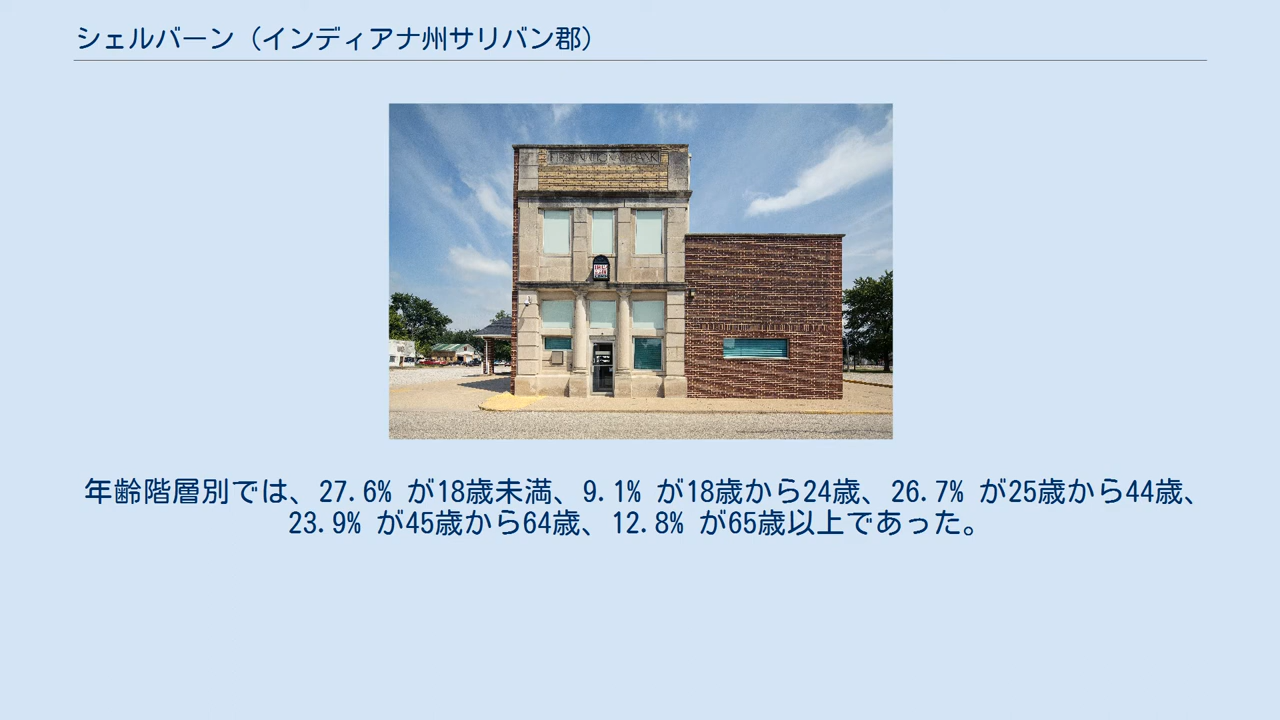 シェルバーン（インディアナ州サリバン郡）
FIRST NATIONAL BANK
年齢階層別では、27.6% が18歳未満、9.1% が18歳から24歳、26.7% が25歳から44歳、
23.9% が45歳から64歳、12.8% が65歳以上であった。